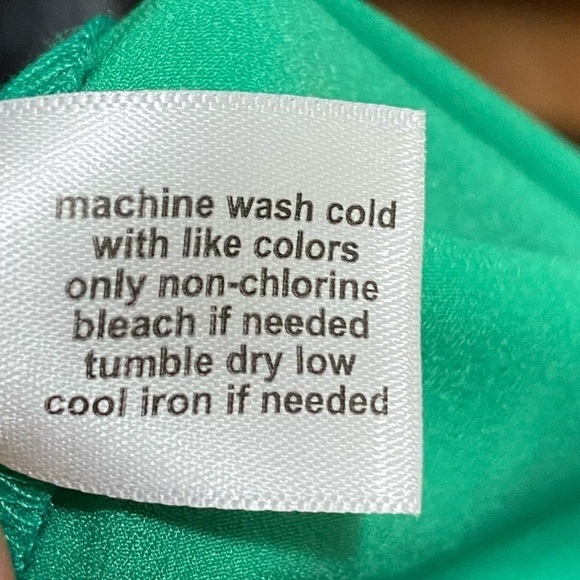 machine wash cold
with like colors
only non-chlorine
bleach if needed
tumble dry low
cool iron if needed